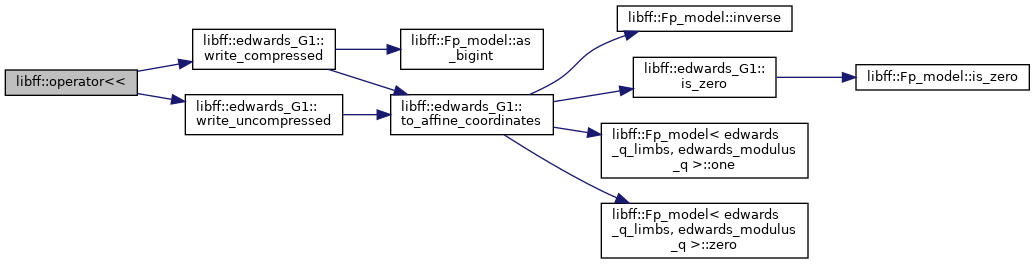 libff::operator<<
libff::edwards_G1::
write_compressed
libff::edwards_G1::
write_uncompressed
libff::Fp_model::as
_bigint
libff::edwards_G1::
to_affine_coordinates
libff::Fp_model::inverse
libff::edwards_G1::
is_zero
libff::Fp_model< edwards
_q_limbs, edwards_modulus
_q >::one
libff::Fp_model< edwards
_q_limbs, edwards_modulus
_q >::zero
libff::Fp_model::is_zero